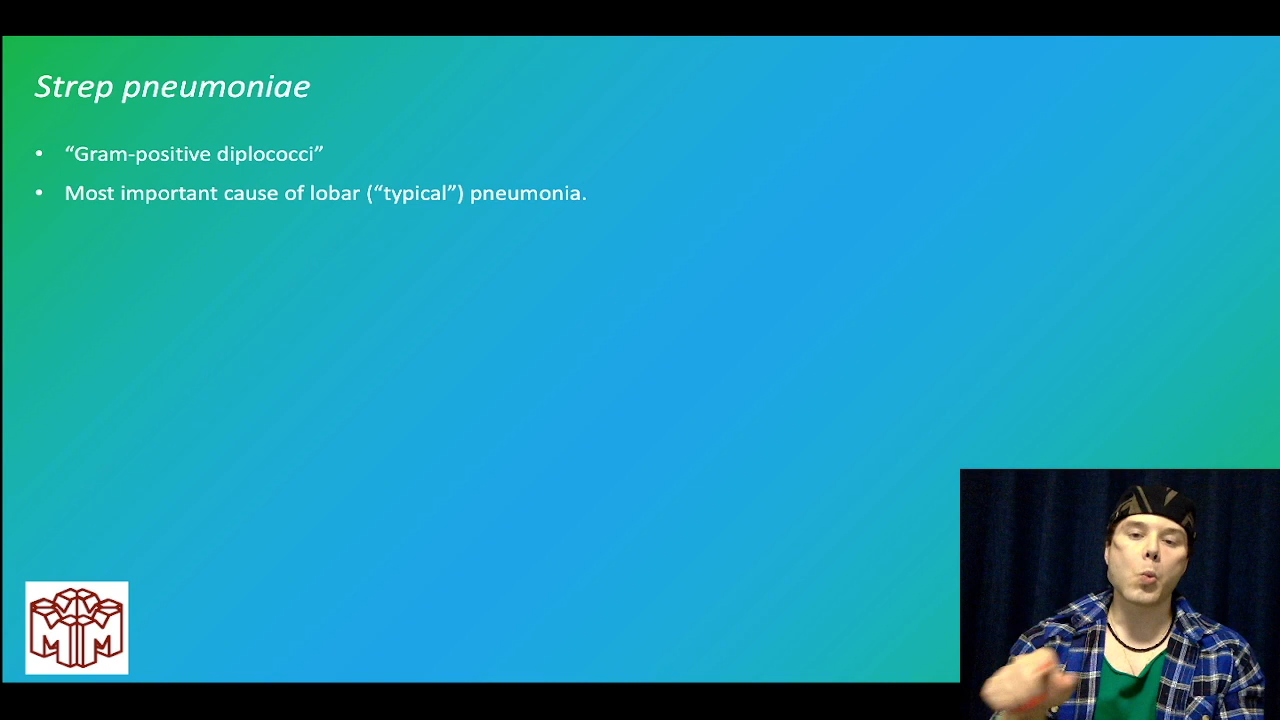 Strep pneumoniae
• “Gram-positive diplococci”
• Most important cause of lobar (“typical”) pneumonia.
M M